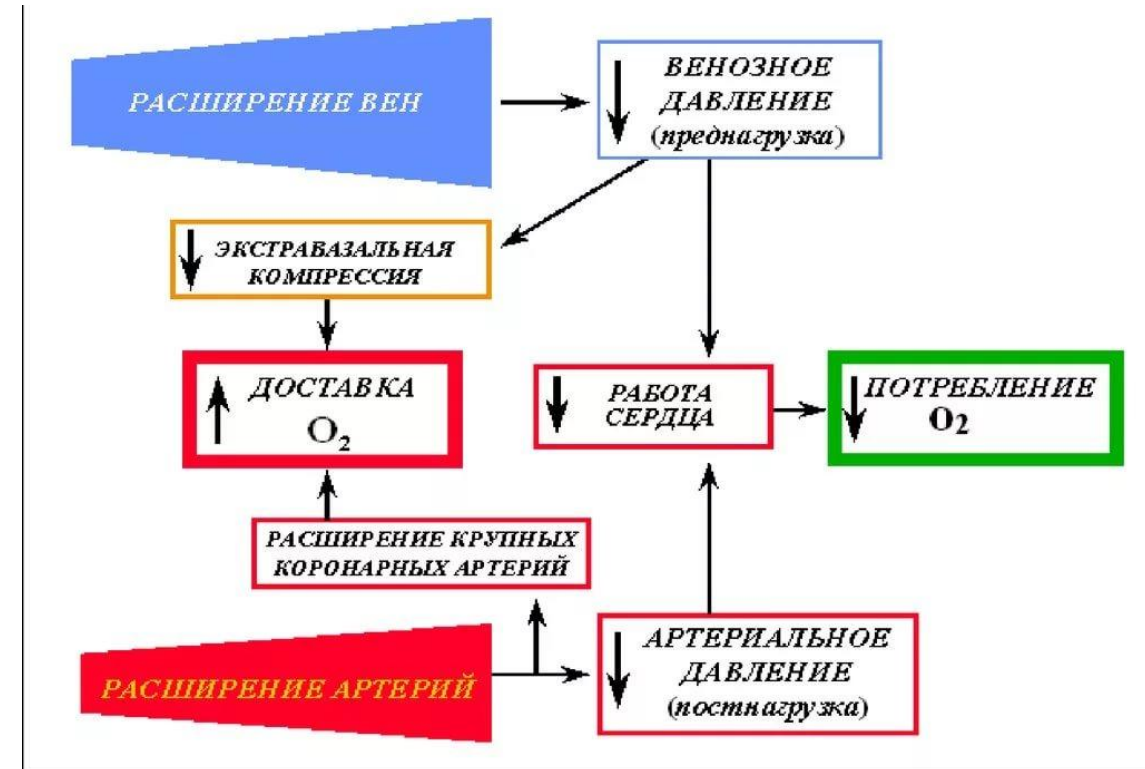 РАСШИРЕНИЕ ВЕН
ВЕНОЗНОЕ
ДАВЛЕНИЕ
(преднагрузка)
ЭКСТРАВАЗАЛЬНАЯ
КОМПРЕССИЯ
ДОСТАВКА
O₂
РАБОТА
СЕРДЦА
ПОТРЕБЛЕНИЕ
O₂
РАСШИРЕНИЕ КРУПНЫХ
КОРОНАРНЫХ АРТЕРИЙ
РАСШИРЕНИЕ АРТЕРИЙ
АРТЕРИАЛЬНОЕ
ДАВЛЕНИЕ
(постнагрузка)